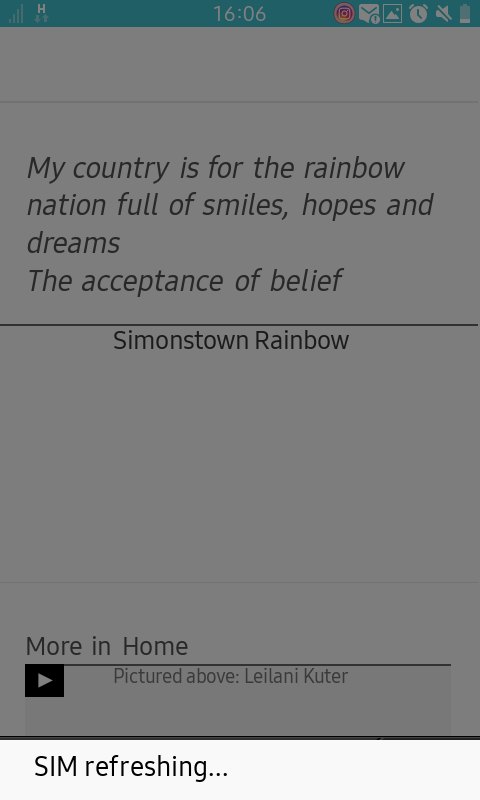 H
16:06
My country is for the rainbow
nation full of smiles, hopes and
dreams
The acceptance of belief
Simonstown Rainbow
More in Home
Pictured above: Leilani Kuter
SIM refreshing...